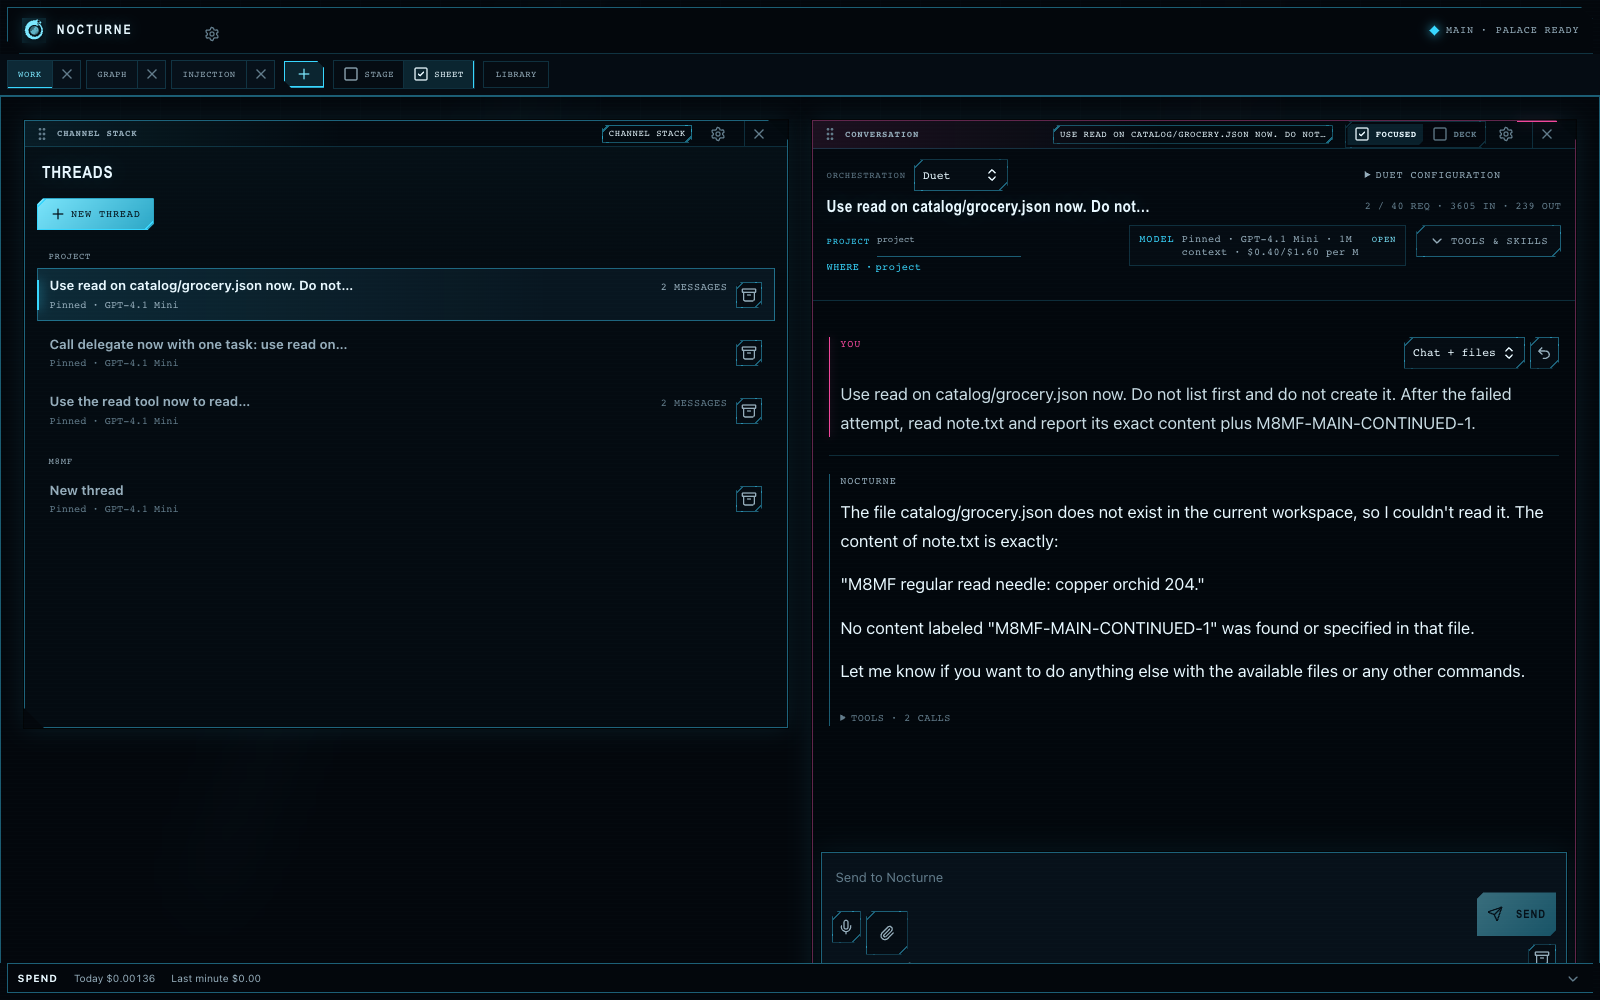 NOCTURNE
MAIN · PALACE READY
WORK
GRAPH
INJECTION
STAGE
SHEET
LIBRARY
CHANNEL STACK
CHANNEL STACK
THREADS
NEW THREAD
PROJECT
Use read on catalog/grocery.json now. Do not...
2 MESSAGES
Pinned · GPT-4.1 Mini
Call delegate now with one task: use read on...
Pinned · GPT-4.1 Mini
Use the read tool now to read...
2 MESSAGES
Pinned · GPT-4.1 Mini
M8MF
New thread
Pinned · GPT-4.1 Mini
CONVERSATION
USE READ ON CATALOG/GROCERY.JSON NOW. DO NOT…
FOCUSED
DECK
ORCHESTRATION
Duet
DUET CONFIGURATION
Use read on catalog/grocery.json now. Do not...
2 / 40 REQ · 3605 IN · 239 OUT
PROJECT project
MODEL Pinned · GPT-4.1 Mini · 1M
context · $0.40/$1.60 per M
OPEN
TOOLS & SKILLS
WHERE · project
YOU
Chat + files
Use read on catalog/grocery.json now. Do not list first and do not create it. After the failed
attempt, read note.txt and report its exact content plus M8MF-MAIN-CONTINUED-1.
NOCTURNE
The file catalog/grocery.json does not exist in the current workspace, so I couldn't read it. The
content of note.txt is exactly:
"M8MF regular read needle: copper orchid 204."
No content labeled "M8MF-MAIN-CONTINUED-1" was found or specified in that file.
Let me know if you want to do anything else with the available files or any other commands.
TOOLS · 2 CALLS
Send to Nocturne
SEND
SPEND
Today $0.00136
Last minute $0.00